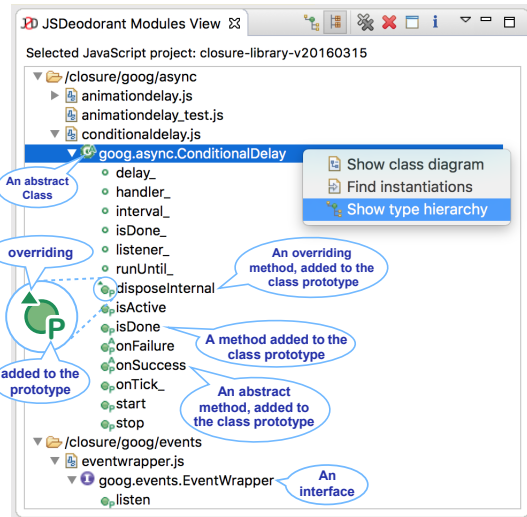 JSDeodorant Modules View
Selected JavaScript project: closure-library-v20160315
/closure/goog/async
animationdelay.js
animationdelay_test.js
conditionaldelay.js
goog.async.ConditionalDelay
Show class diagram
Find instantiations
Show type hierarchy
An abstract
Class
delay_
handler_
interval_
isDone_
listener_
runUntil_
overriding
An overriding
method, added to the
class prototype
disposeInternal
isActive
isDone
A method added to the
class prototype
onFailure
onSuccess
P
added to the
prototype
An abstract
method, added to
the class prototype
onTick_
start
stop
/closure/goog/events
eventwrapper.js
goog.events.EventWrapper
An
interface
listen